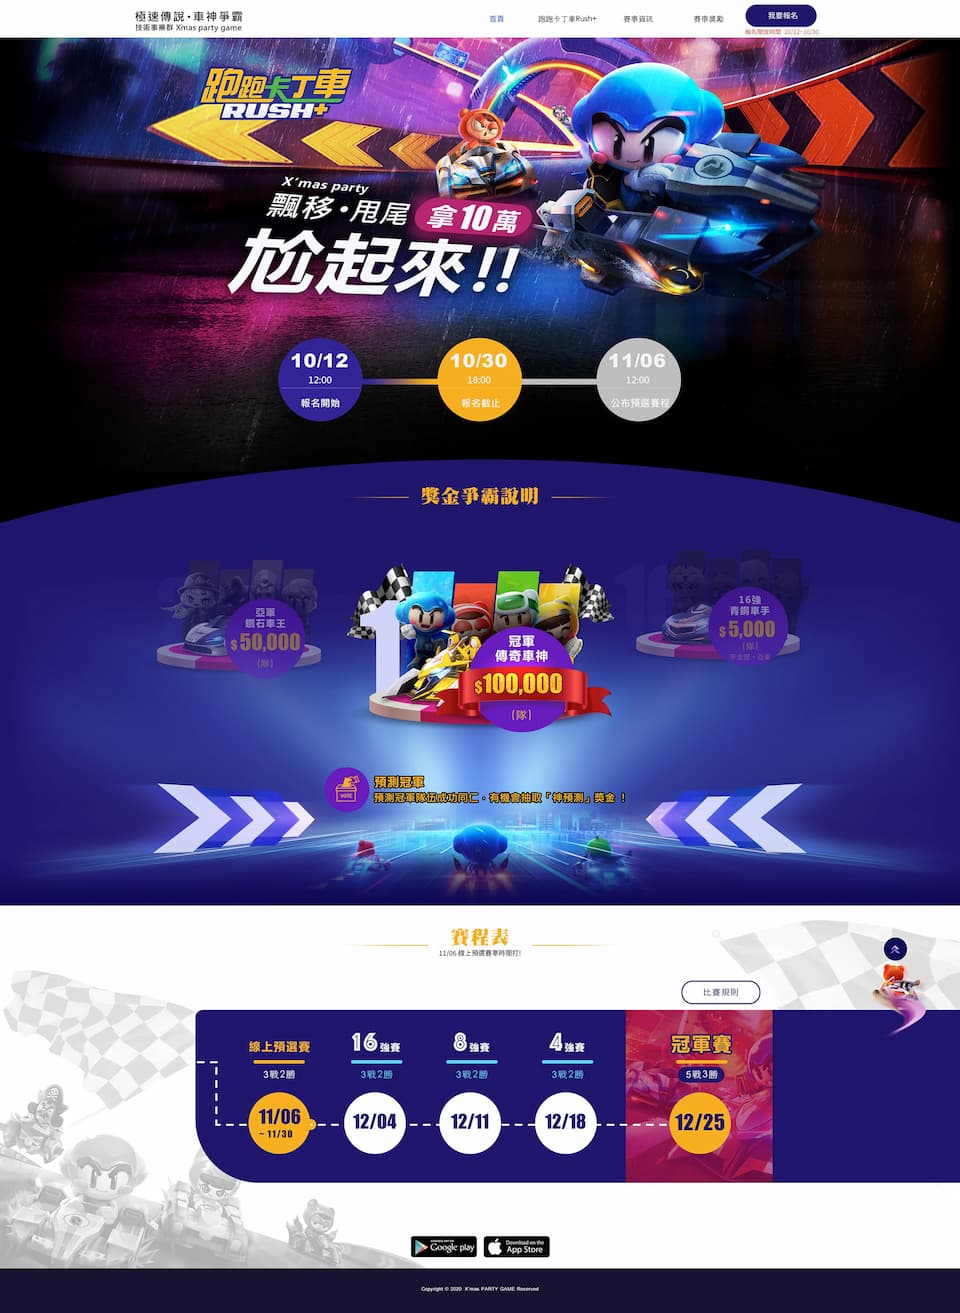 極速傳說・車神爭霸
技術事業群 Xmas party game
首頁
跑跑卡丁車Rush+
賽事資訊
賽事獎勵
我要報名
報名開放時間 10/12~10/30
跑跑卡丁車
RUSH+
X'mas party
飄移・甩尾 拿10萬
尬起來!!
10/12
12:00
報名開始
10/30
18:00
報名截止
11/06
12:00
公布預選賽程
獎金爭霸說明
亞軍
鑽石車王
$50,000
(隊)
1
冠軍
傳奇車神
$100,000
(隊)
16強
青銅車手
$5,000
(隊)
預測冠軍
VOTE
預測冠軍隊伍成功同仁，有機會抽取「神預測」獎金 !
賽程表
11/06 線上預選賽準時開打!
比賽規則
線上預選賽
3戰2勝
11/06
~ 11/30
16強賽
3戰2勝
12/04
8強賽
3戰2勝
12/11
4強賽
3戰2勝
12/18
冠軍賽
5戰3勝
12/25
Google play
Download on the
App Store
Copyright © 2020 X'mas PARTY GAME Reserved